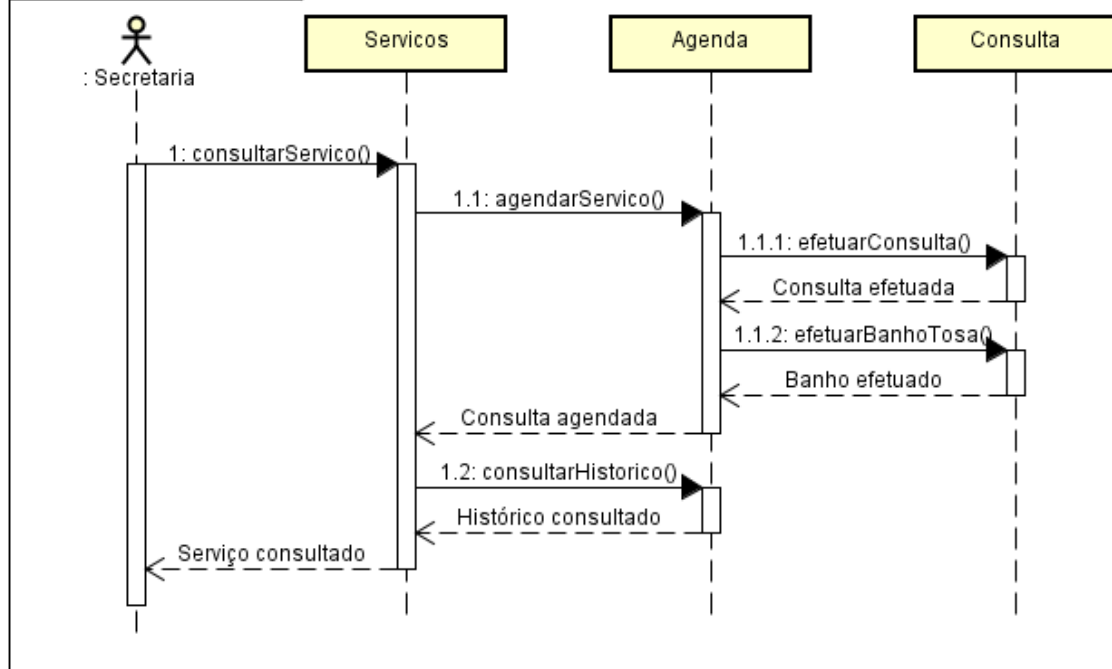 Servicos
Agenda
Consulta
: Secretaria
1: consultarServico()
1.1: agendarServico()
1.1.1: efetuarConsulta()
Consulta efetuada
1.1.2: efetuarBanhoTosa()
Banho efetuado
Consulta agendada
1.2: consultarHistorico()
Histórico consultado
Serviço consultado